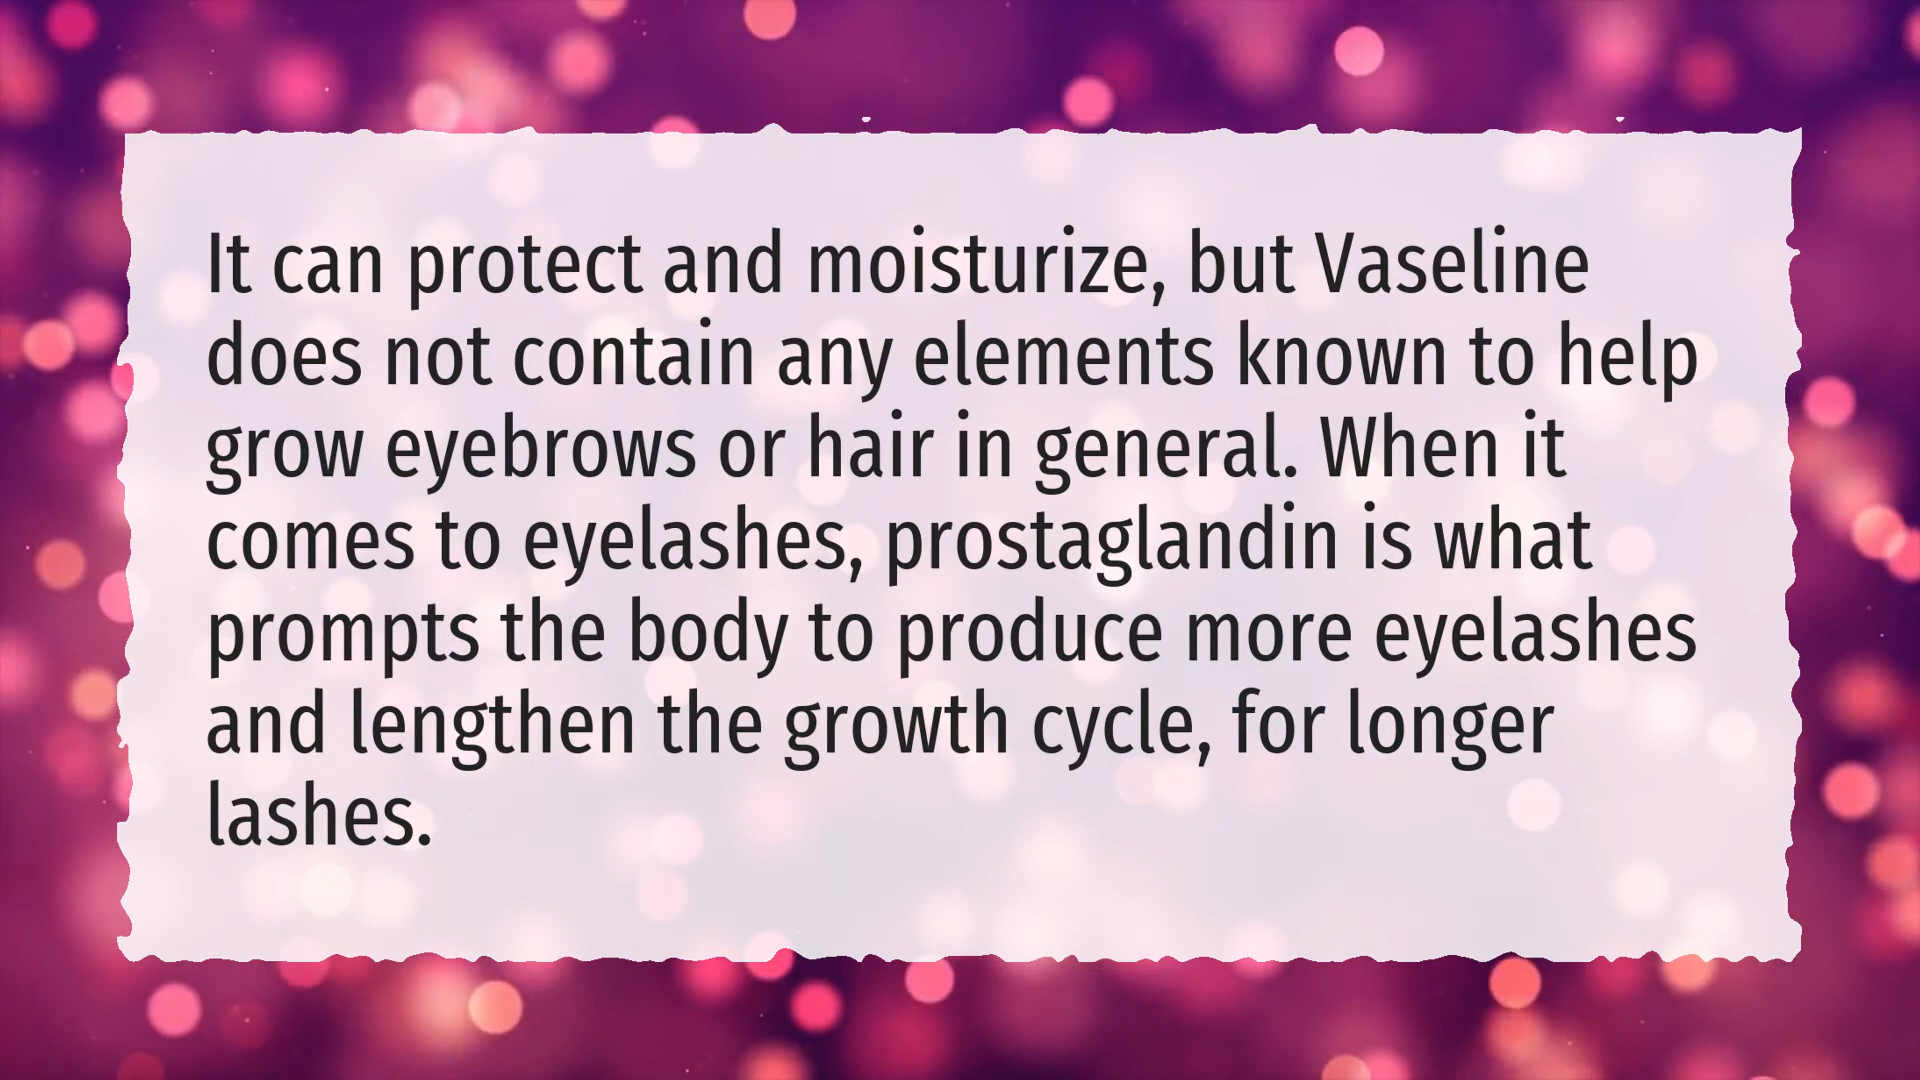 It can protect and moisturize, but Vaseline
does not contain any elements known to help
grow eyebrows or hair in general. When it
comes to eyelashes, prostaglandin is what
prompts the body to produce more eyelashes
and lengthen the growth cycle, for longer
lashes.